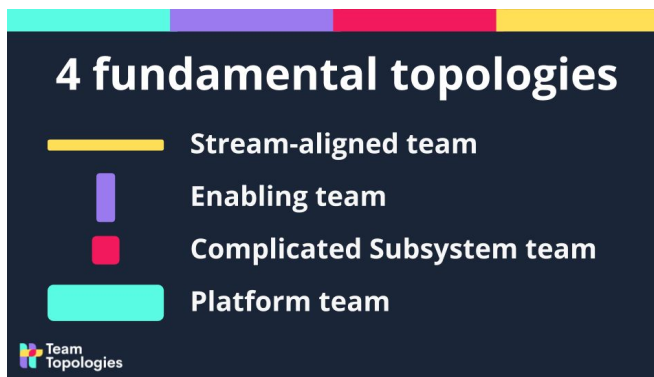 4 fundamental topologies
Stream-aligned team
Enabling team
Complicated Subsystem team
Platform team
Team
Topologies